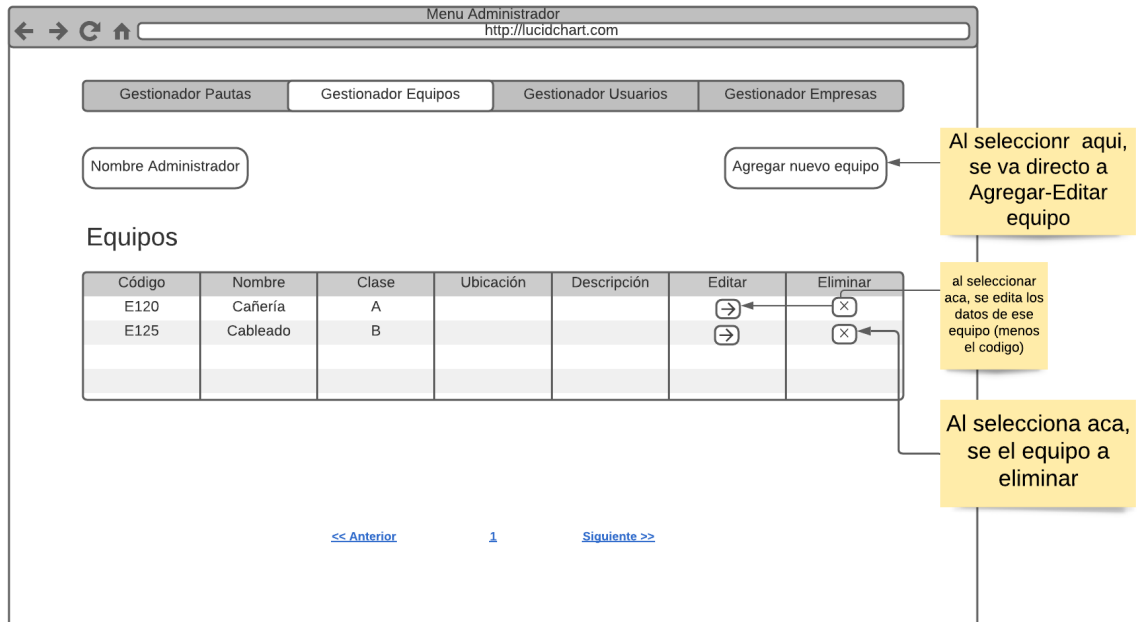 Menu Administrador
http://lucidchart.com
Gestionador Pautas Gestionador Equipos Gestionador Usuarios Gestionador Empresas
Nombre Administrador
Agregar nuevo equipo
Al seleccionr aqui,
se va directo a
Agregar-Editar
equipo
Equipos
Código Nombre Clase Ubicación Descripción Editar Eliminar
E120 Cañería A
E125 Cableado B
al seleccionar
aca, se edita los
datos de ese
equipo (menos
el codigo)
Al selecciona aca,
se el equipo a
eliminar
<< Anterior 1 Siguiente >>